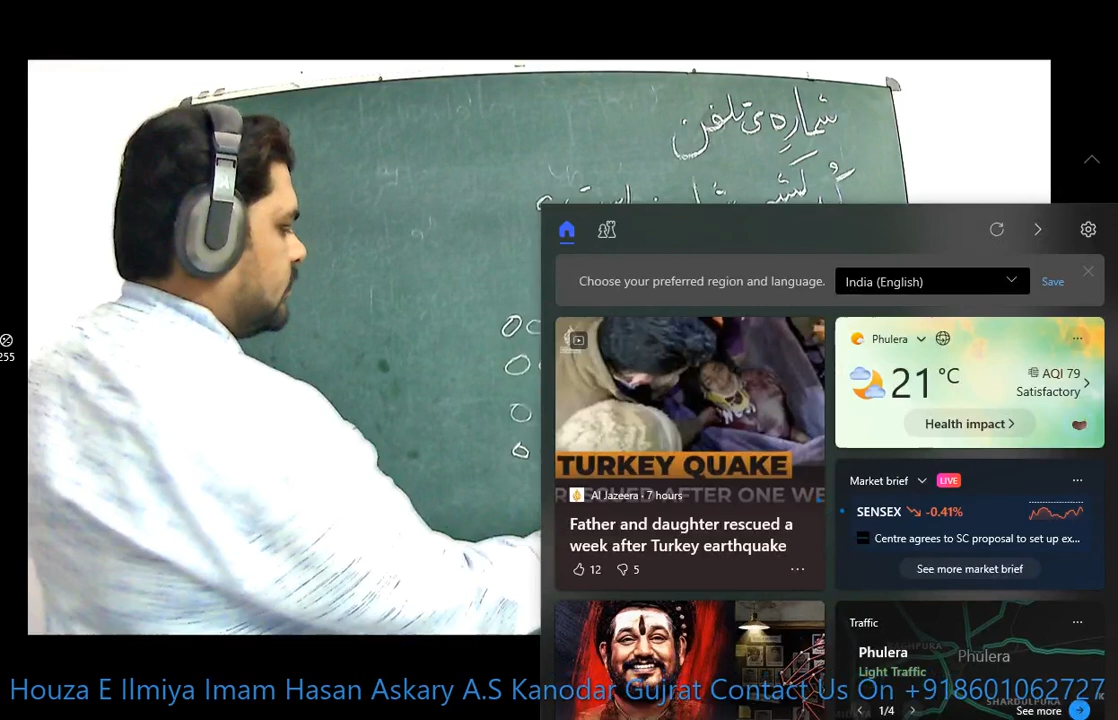 شمارهٔ تلفن
255
Choose your preferred region and language.
India (English)
Save
TURKEY QUAKE
Al Jazeera · 7 hours
Father and daughter rescued a
week after Turkey earthquake
12
5
Phulera
21 °C
AQI 79
Satisfactory
Health impact
Market brief
LIVE
SENSEX
-0.41%
Centre agrees to SC proposal to set up ex...
See more market brief
Traffic
Phulera
Phulera
Light Traffic
1/4
See more
Houza E Ilmiya Imam Hasan Askary A.S Kanodar Gujrat Contact Us On +918601062727